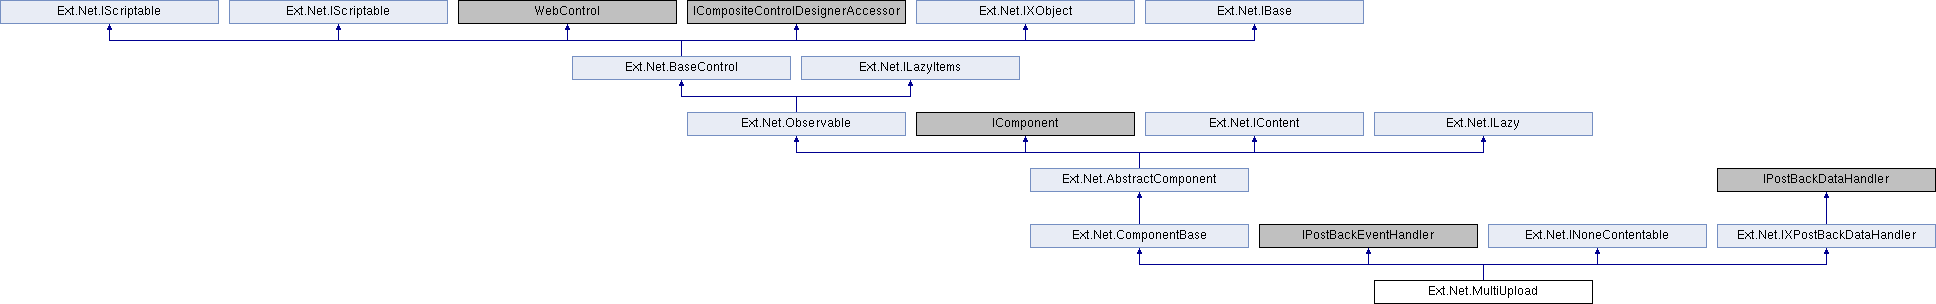 Ext.Net.IScriptable
Ext.Net.IScriptable
WebControl
ICompositeControlDesignerAccessor
Ext.Net.IXObject
Ext.Net.IBase
Ext.Net.BaseControl
Ext.Net.ILazyItems
Ext.Net.Observable
IComponent
Ext.Net.IContent
Ext.Net.ILazy
Ext.Net.AbstractComponent
IPostBackDataHandler
Ext.Net.ComponentBase
IPostBackEventHandler
Ext.Net.INoneContentable
Ext.Net.IXPostBackDataHandler
Ext.Net.MultiUpload